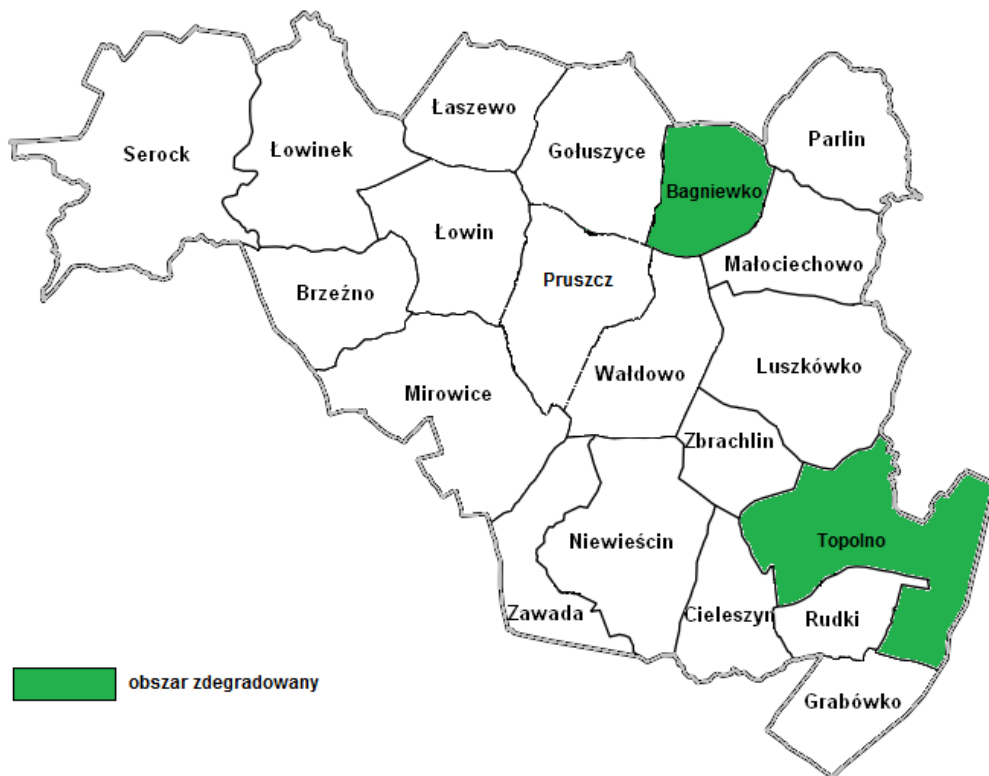 Łaszewo
Serock
Łowinek
Gołuszyce
Parlin
Bagniewko
Łowin
Małociechowo
Brzeźno
Pruszcz
Mirowice
Wałdowo
Luszkówko
Zbrachlin
Niewieścin
Topolno
Zawada
Cieleszyn
Rudki
obszar zdegradowany
Grabówko